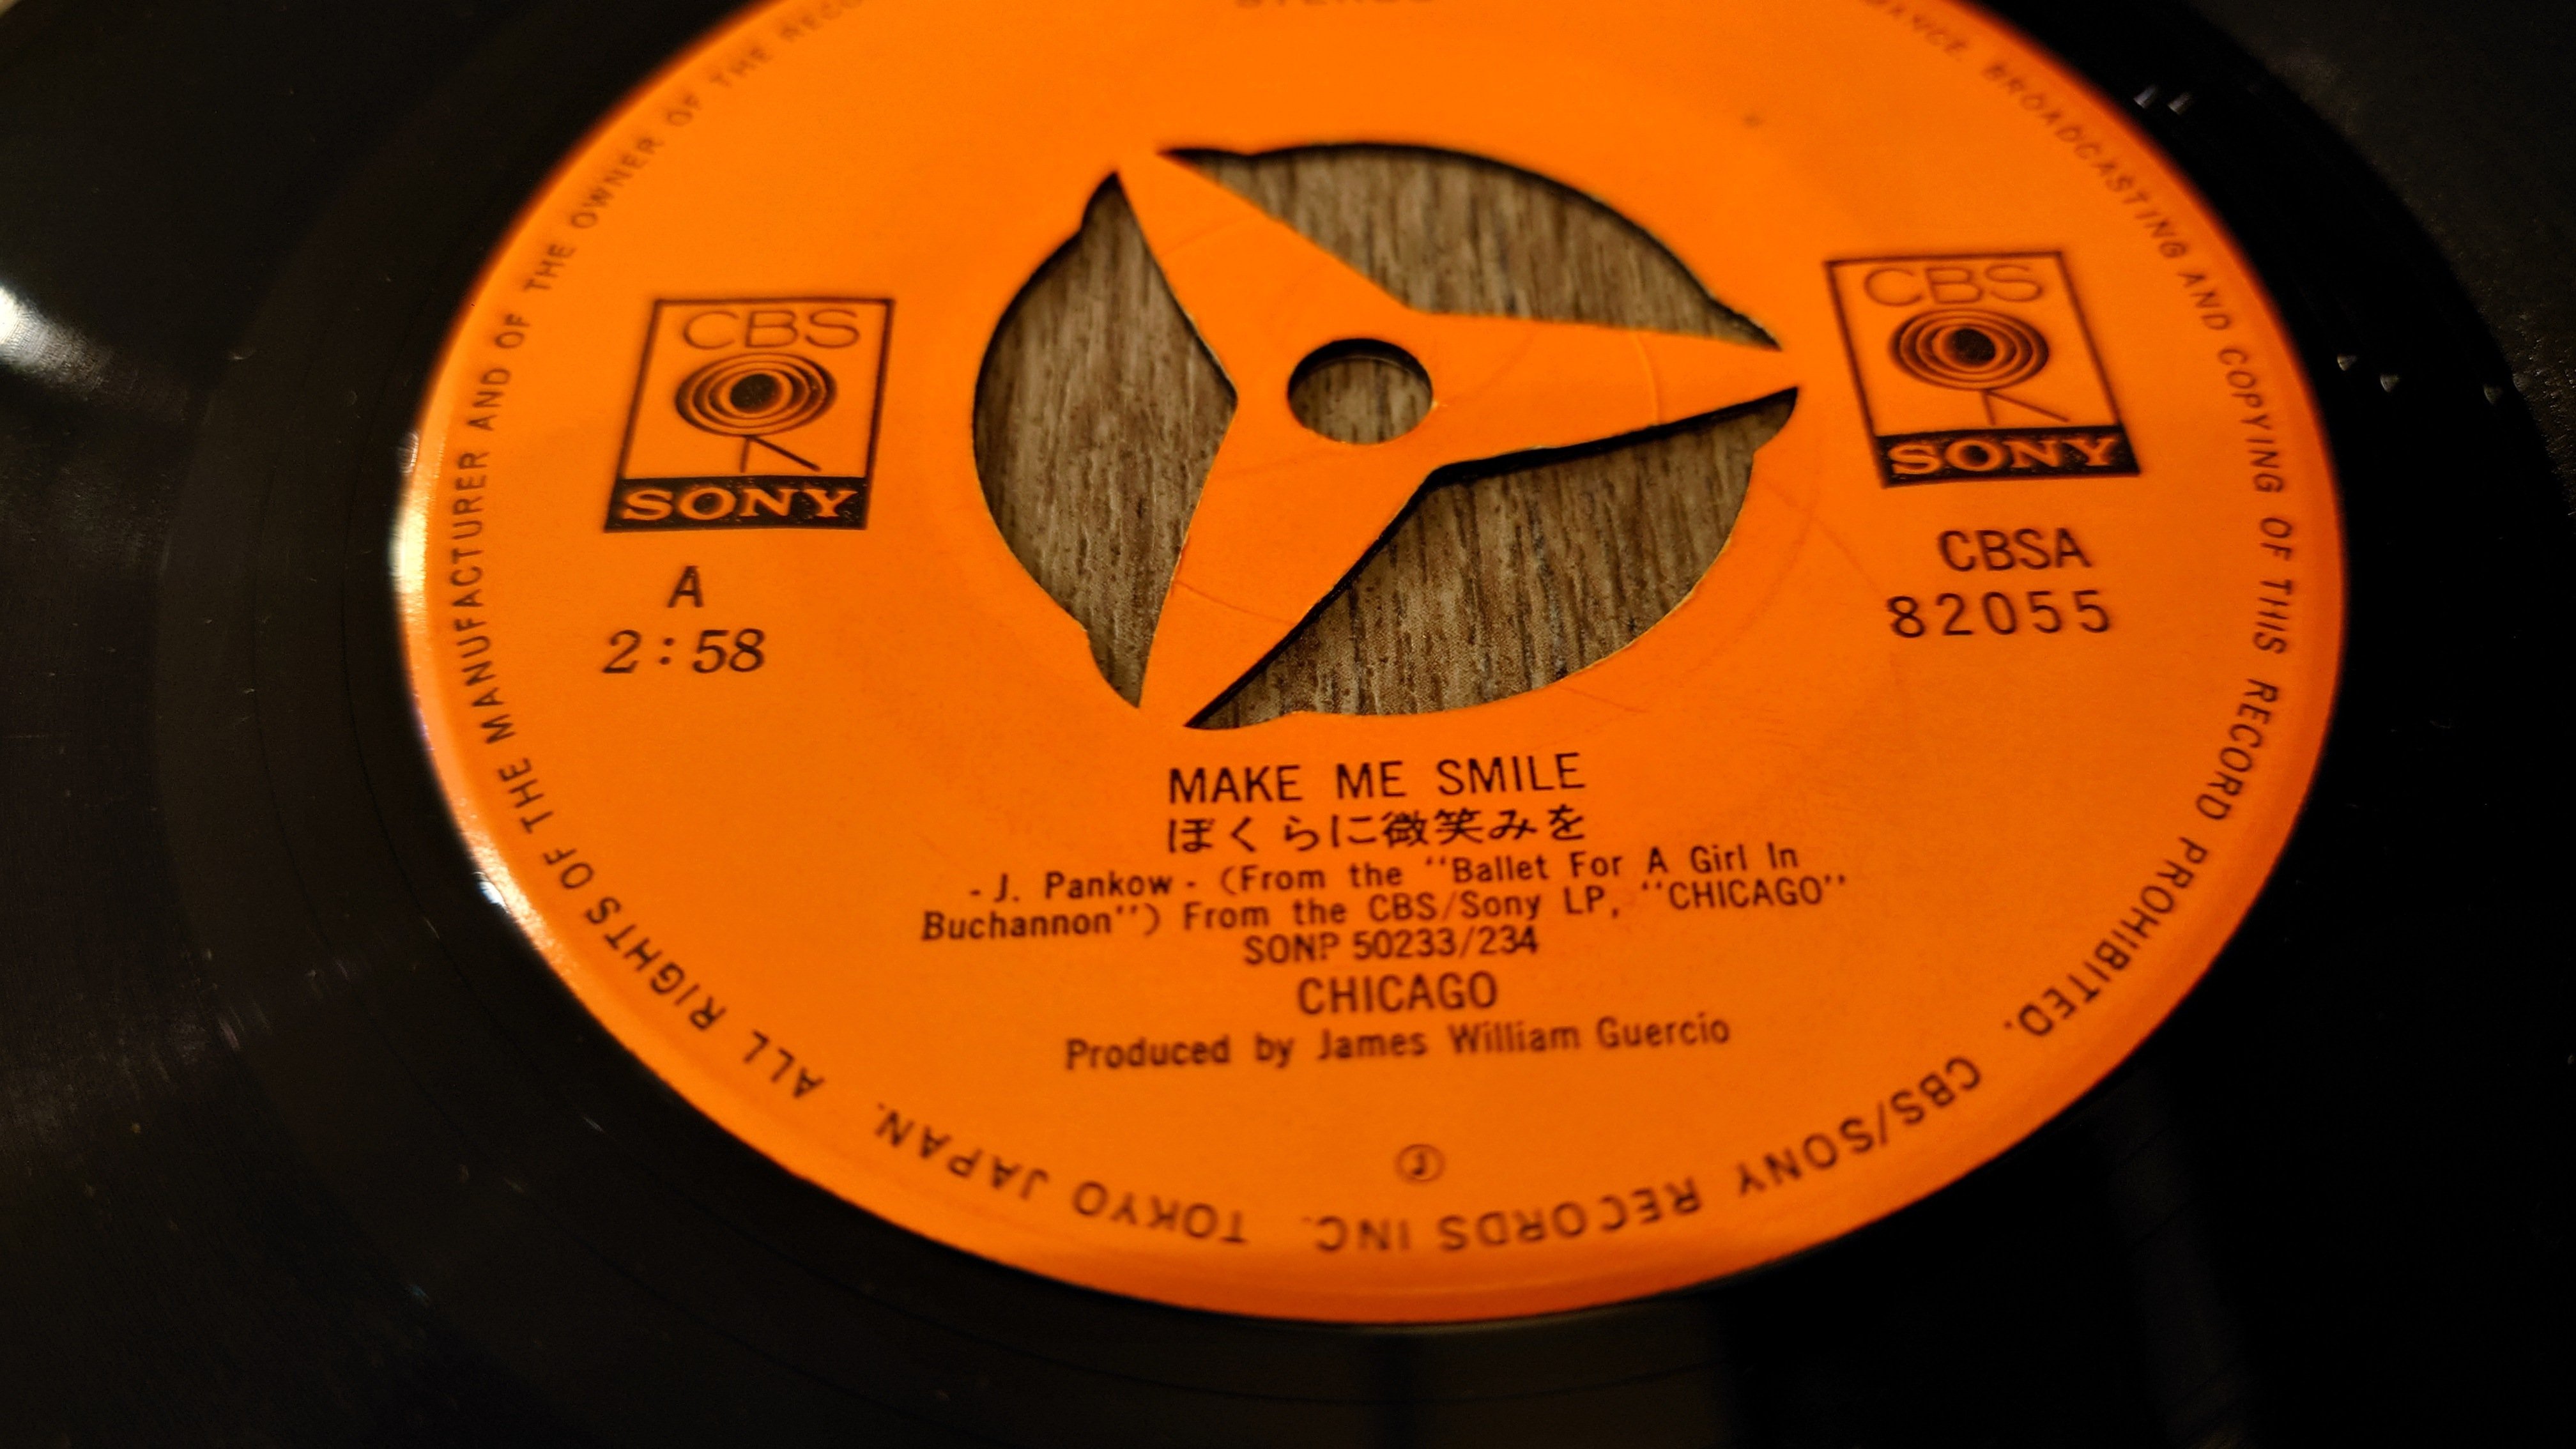 STEREO
CBS
SONY
CBS
SONY
A
2:58
CBSA
82055
MAKE ME SMILE
ぼくらに微笑みを
- J. Pankow - (From the "Ballet For A Girl In
Buchannon") From the CBS/Sony LP, "CHICAGO"
SONP 50233/234
CHICAGO
Produced by James William Guercio
Ⓙ
ALL RIGHTS OF THE MANUFACTURER AND OF THE OWNER OF THE
BROADCASTING AND COPYING OF THIS RECORD PROHIBITED.
CBS/SONY RECORDS INC. TOKYO JAPAN.